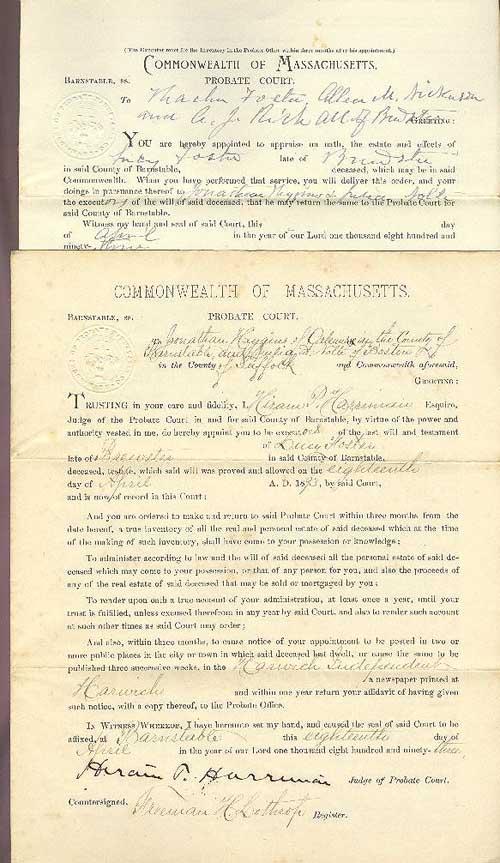 (This Executor must file the Inventory in the Probate Office within three months after his appointment.)
COMMONWEALTH OF MASSACHUSETTS.
BARNSTABLE, ss. PROBATE COURT.
To Foster, Allen M. Dickerson
and A. J. Rich All of Brewster GREETING:
YOU are hereby appointed to appraise on oath, the estate and effects of
Lucy Foster late of Brewster
in said County of Barnstable, deceased, which may be in said
Commonwealth. When you have performed that service, you will deliver this order, and your
doings in pursuance thereof to Jonathan Higgins
the executors of the will of said deceased, that he may return the same to the Probate Court for
said County of Barnstable.
Witness my hand and seal of said Court, this day
of April in the year of our Lord one thousand eight hundred and
ninety-three
COMMONWEALTH OF MASSACHUSETTS.
BARNSTABLE, ss. PROBATE COURT.
To Jonathan Higgins of Orleans in the County of
Barnstable, and of Boston
in the County of Suffolk and Commonwealth aforesaid,
GREETING:
TRUSTING in your care and fidelity, I, Hiram P. Harriman Esquire,
Judge of the Probate Court in and for said County of Barnstable, by virtue of the power and
authority vested in me, do hereby appoint you to be executors of the last will and testament
of Lucy Foster
late of Brewster in said County of Barnstable,
deceased, testate, which said will was proved and allowed on the eighteenth
day of April A. D. 1893, by said Court,
and is now of record in this Court;
And you are ordered to make and return to said Probate Court within three months from the
date hereof, a true inventory of all the real and personal estate of said deceased which at the time
of the making of such inventory, shall have come to your possession or knowledge;
To administer according to law and the will of said deceased all the personal estate of said de-
ceased which may come to your possession, or that of any person for you, and also the proceeds of
any of the real estate of said deceased that may be sold or mortgaged by you;
To render upon oath a true account of your administration, at least once a year, until your
trust is fulfilled, unless excused therefrom in any year by said Court, and also to render such account
at such other times as said Court may order;
And also, within three months, to cause notice of your appointment to be posted in two or
more public places in the city or town in which said deceased last dwelt, or cause the same to be
published three successive weeks, in the Harwich Independent
a newspaper printed at
Harwich and within one year return your affidavit of having given
such notice, with a copy thereof, to the Probate Office.
IN WITNESS WHEREOF, I have hereunto set my hand, and caused the seal of said Court to be
affixed, at Barnstable this eighteenth day of
April in the year of our Lord one thousand eight hundred and ninety-three.
Hiram P. Harriman Judge of Probate Court.
Countersigned, Freeman H. Lothrop Register.